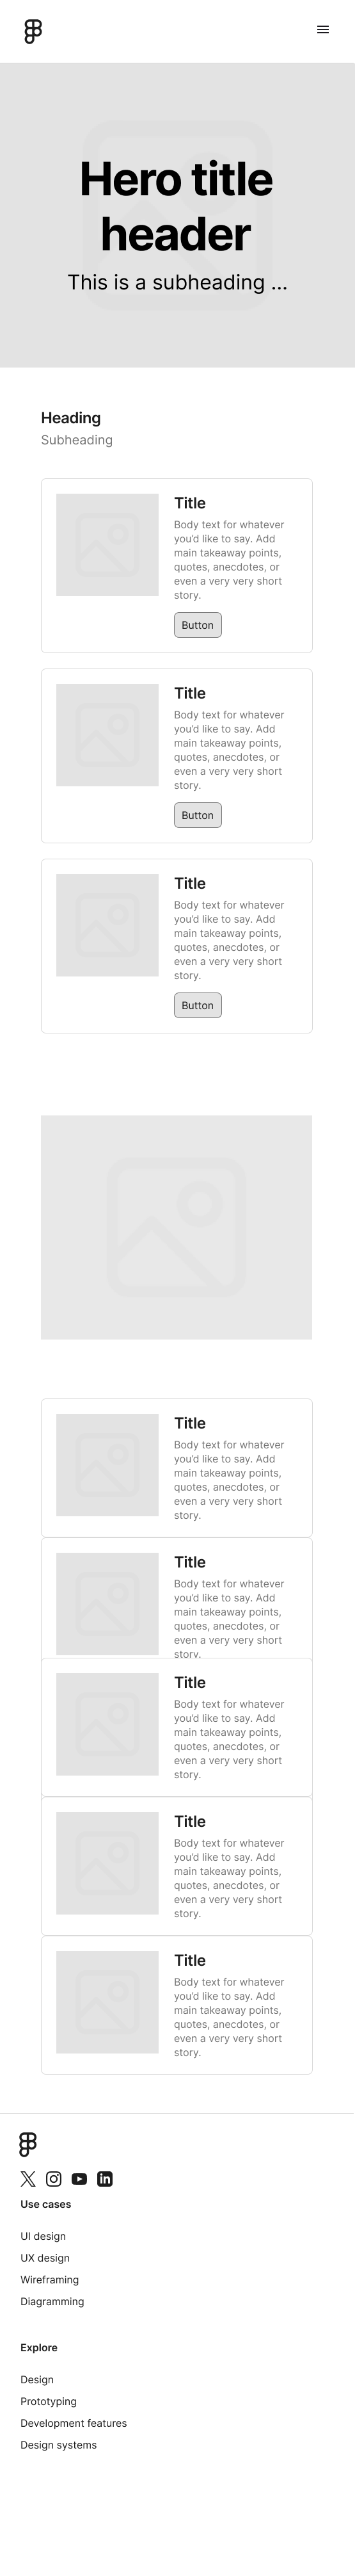 Hero title
header
This is a subheading ...
Heading
Subheading
Title
Body text for whatever
you'd like to say. Add
main takeaway points,
quotes, anecdotes, or
even a very very short
story.
Button
Title
Body text for whatever
you'd like to say. Add
main takeaway points,
quotes, anecdotes, or
even a very very short
story.
Button
Title
Body text for whatever
you'd like to say. Add
main takeaway points,
quotes, anecdotes, or
even a very very short
story.
Button
Title
Body text for whatever
you'd like to say. Add
main takeaway points,
quotes, anecdotes, or
even a very very short
story.
Title
Body text for whatever
you'd like to say. Add
main takeaway points,
quotes, anecdotes, or
even a very very short
story.
Title
Body text for whatever
you'd like to say. Add
main takeaway points,
quotes, anecdotes, or
even a very very short
story.
Title
Body text for whatever
you'd like to say. Add
main takeaway points,
quotes, anecdotes, or
even a very very short
story.
Title
Body text for whatever
you'd like to say. Add
main takeaway points,
quotes, anecdotes, or
even a very very short
story.
Use cases
UI design
UX design
Wireframing
Diagramming
Explore
Design
Prototyping
Development features
Design systems